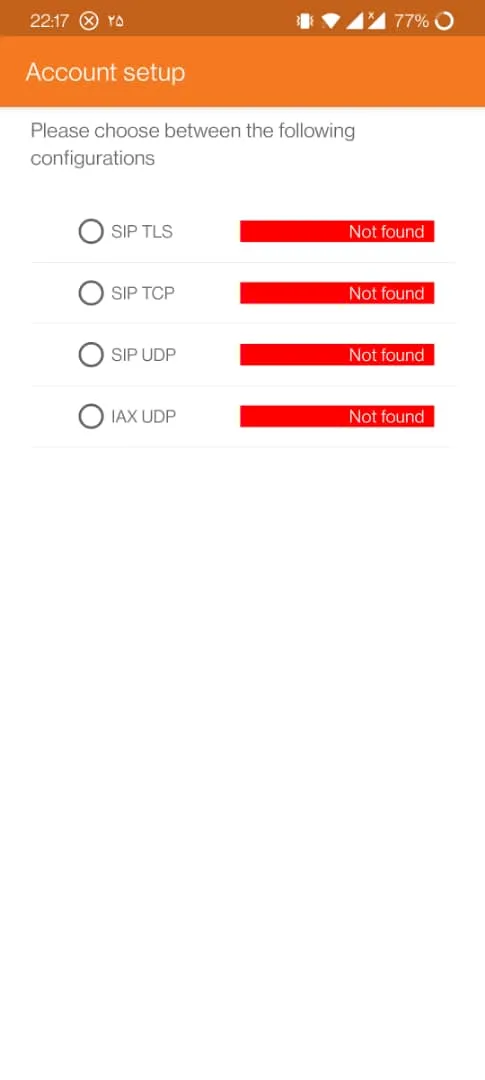 22:17 ۲۵ 77%
Account setup
Please choose between the following
configurations
SIP TLS Not found
SIP TCP Not found
SIP UDP Not found
IAX UDP Not found